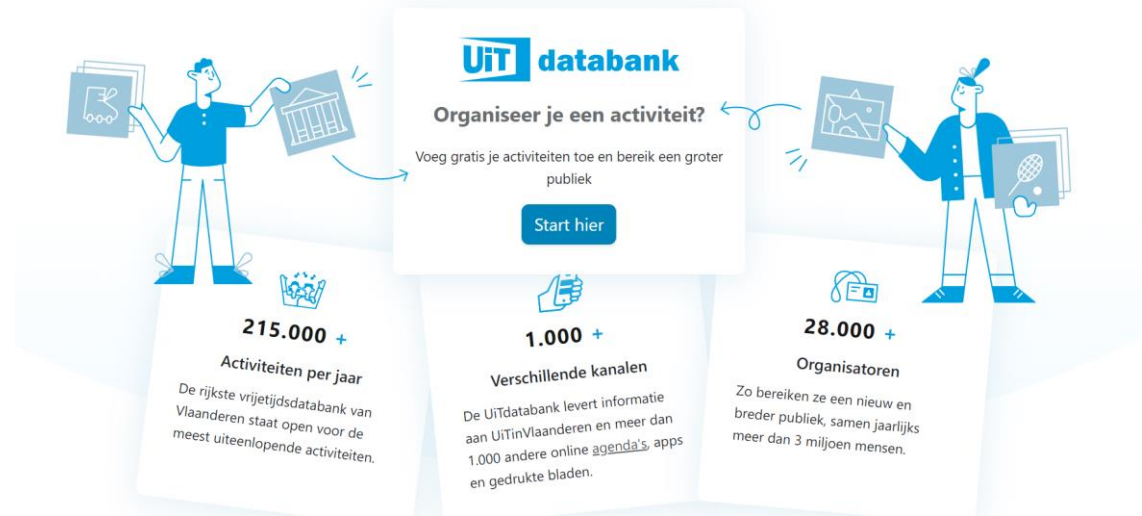 UiT databank
Organiseer je een activiteit?
Voeg gratis je activiteiten toe en bereik een groter
publiek
Start hier
215.000 +
Activiteiten per jaar
De rijkste vrijetijdsdatabank van
Vlaanderen staat open voor de
meest uiteenlopende activiteiten.
1.000 +
Verschillende kanalen
De UiTdatabank levert informatie
aan UiTinVlaanderen en meer dan
1.000 andere online agenda's, apps
en gedrukte bladen.
28.000 +
Organisatoren
Zo bereiken ze een nieuw en
breder publiek, samen jaarlijks
meer dan 3 miljoen mensen.